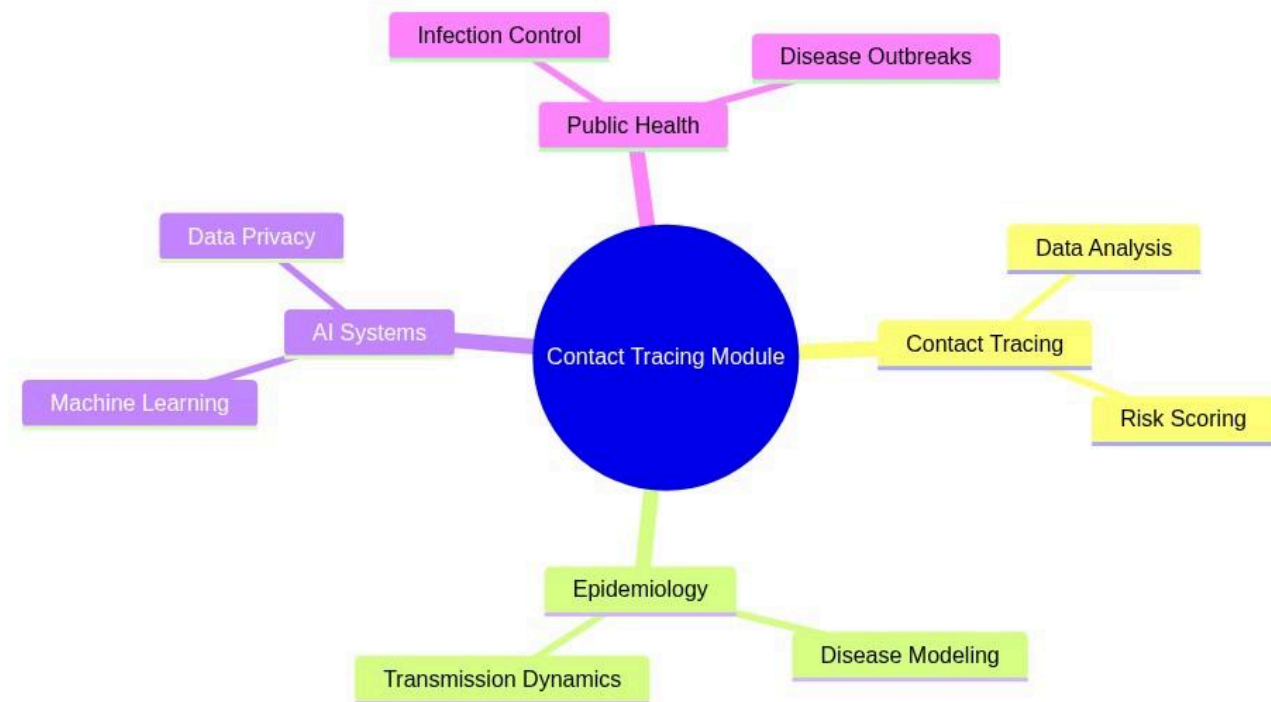 Infection Control
Disease Outbreaks
Public Health
Data Privacy
Data Analysis
AI Systems
Contact Tracing Module
Contact Tracing
Machine Learning
Risk Scoring
Epidemiology
Transmission Dynamics
Disease Modeling